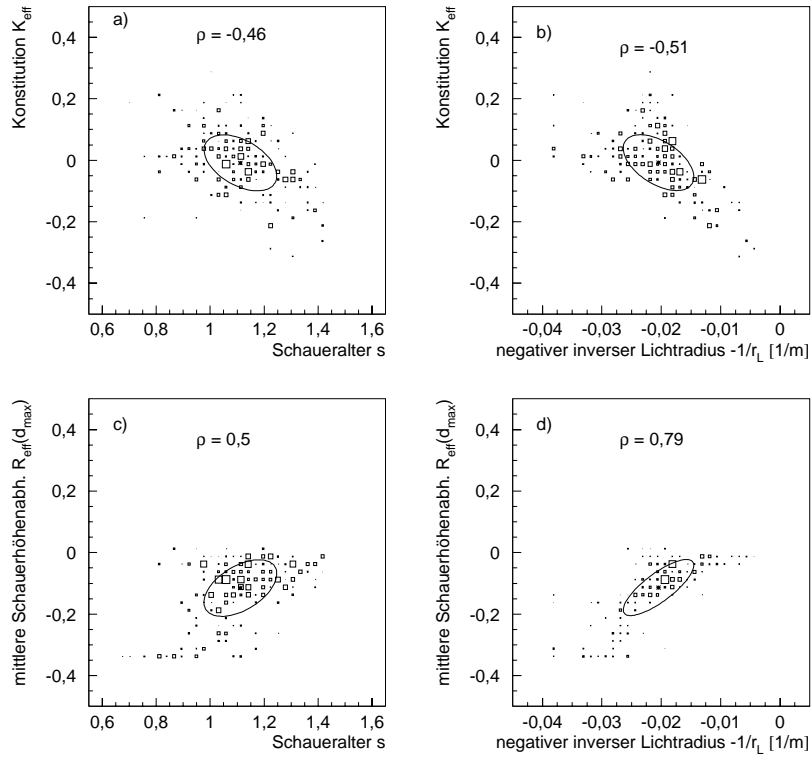 Konstitution K_eff
a)
ρ = -0,46
0,4
0,2
0
-0,2
-0,4
0,6 0,8 1 1,2 1,4 1,6
Schaueralter s
Konstitution K_eff
b)
ρ = -0,51
0,4
0,2
0
-0,2
-0,4
-0,04 -0,03 -0,02 -0,01 0
negativer inverser Lichtradius -1/r_L [1/m]
mittlere Schauerhöhenabh. R_eff(d_max)
c)
ρ = 0,5
0,4
0,2
0
-0,2
-0,4
0,6 0,8 1 1,2 1,4 1,6
Schaueralter s
mittlere Schauerhöhenabh. R_eff(d_max)
d)
ρ = 0,79
0,4
0,2
0
-0,2
-0,4
-0,04 -0,03 -0,02 -0,01 0
negativer inverser Lichtradius -1/r_L [1/m]